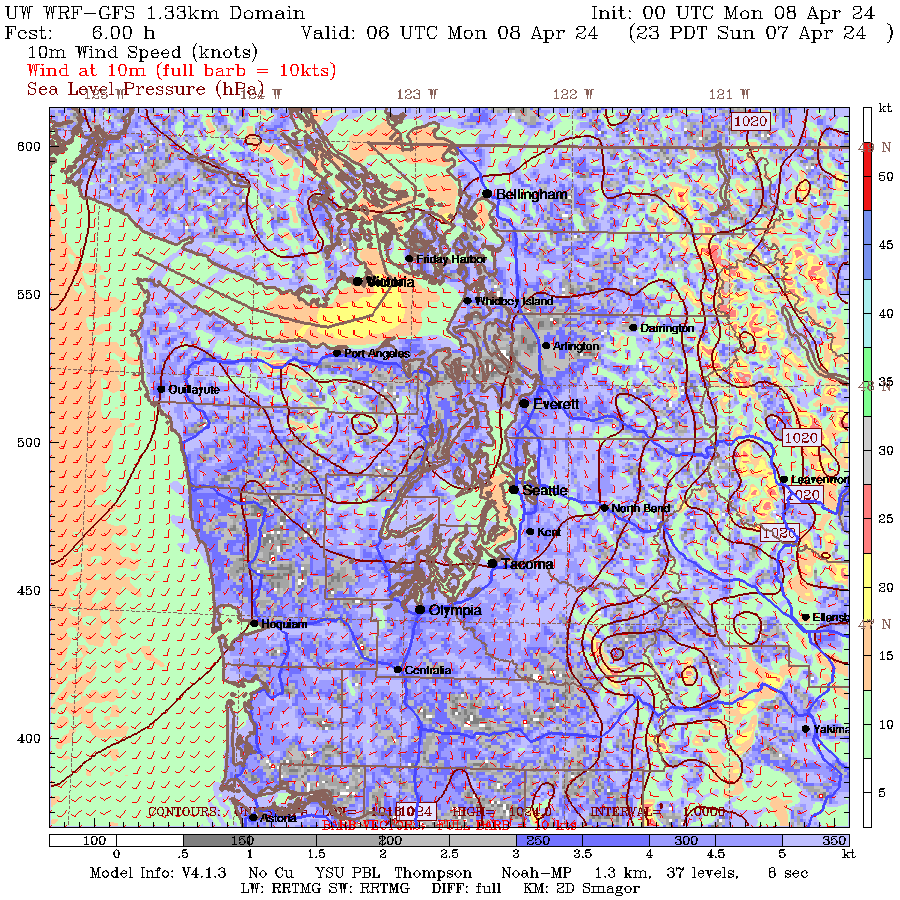 UW WRF-GFS 1.33km Domain Init: 00 UTC Mon 08 Apr 24
Fcst: 6.00 h Valid: 06 UTC Mon 08 Apr 24 (23 PDT Sun 07 Apr 24 )
10m Wind Speed (knots)
Wind at 10m (full barb = 10kts)
Sea Level Pressure (hPa)
125 W 124 W 123 W 122 W 121 W
kt
1020
600
49 N
50
Bellingham
550
45
Friday Harbor
Victoria
Whidbey Island
40
Darrington
Arlington
Port Angeles
35
48 N
Quillayute
Everett
500
1020
30
Leavenwor
Seattle
1020
North Bend
25
Kent
1020
Tacoma
450
20
Olympia
Ellensb
Hoquiam
47 N
15
Centralia
400
10
Yakima
5
CONTOURS: 1024 HIGH= 1024.0 INTERVAL= 1.0000
Astoria
BARB VECTORS: FULL BARB = 10 kts
100 150 200 250 300 350
0 .5 1 1.5 2 2.5 3 3.5 4 4.5 5 kt
Model Info: V4.1.3 No Cu YSU PBL Thompson Noah-MP 1.3 km, 37 levels, 8 sec
LW: RRTMG SW: RRTMG DIFF: full KM: 2D Smagor